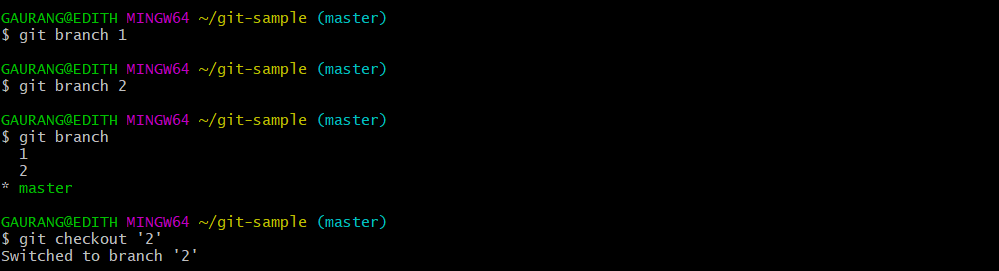 GAURANG@EDITH MINGW64 ~/git-sample (master)
$ git branch 1
GAURANG@EDITH MINGW64 ~/git-sample (master)
$ git branch 2
GAURANG@EDITH MINGW64 ~/git-sample (master)
$ git branch
1
2
* master
GAURANG@EDITH MINGW64 ~/git-sample (master)
$ git checkout '2'
Switched to branch '2'